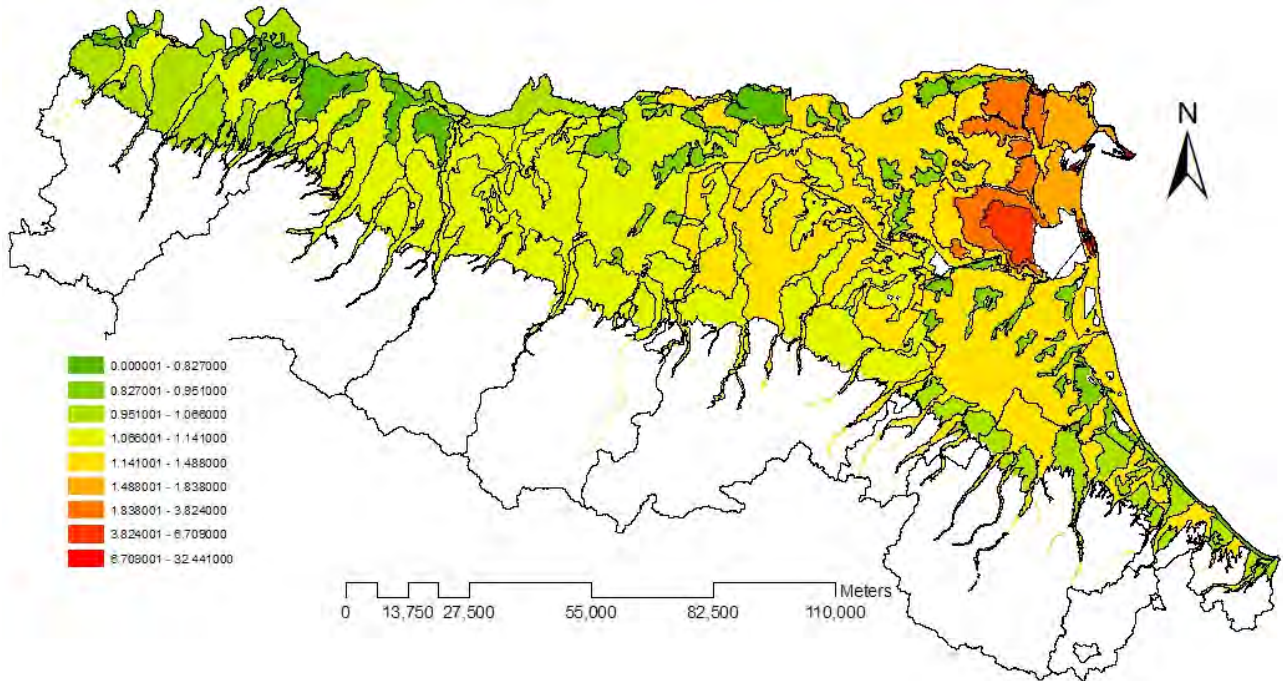 N
0.000001 - 0.827000
0.827001 - 0.951000
0.951001 - 1.066000
1.066001 - 1.141000
1.141001 - 1.488000
1.488001 - 1.838000
1.838001 - 3.824000
3.824001 - 6.709000
6.709001 - 32.441000
Meters
0 13,750 27,500 55,000 82,500 110,000